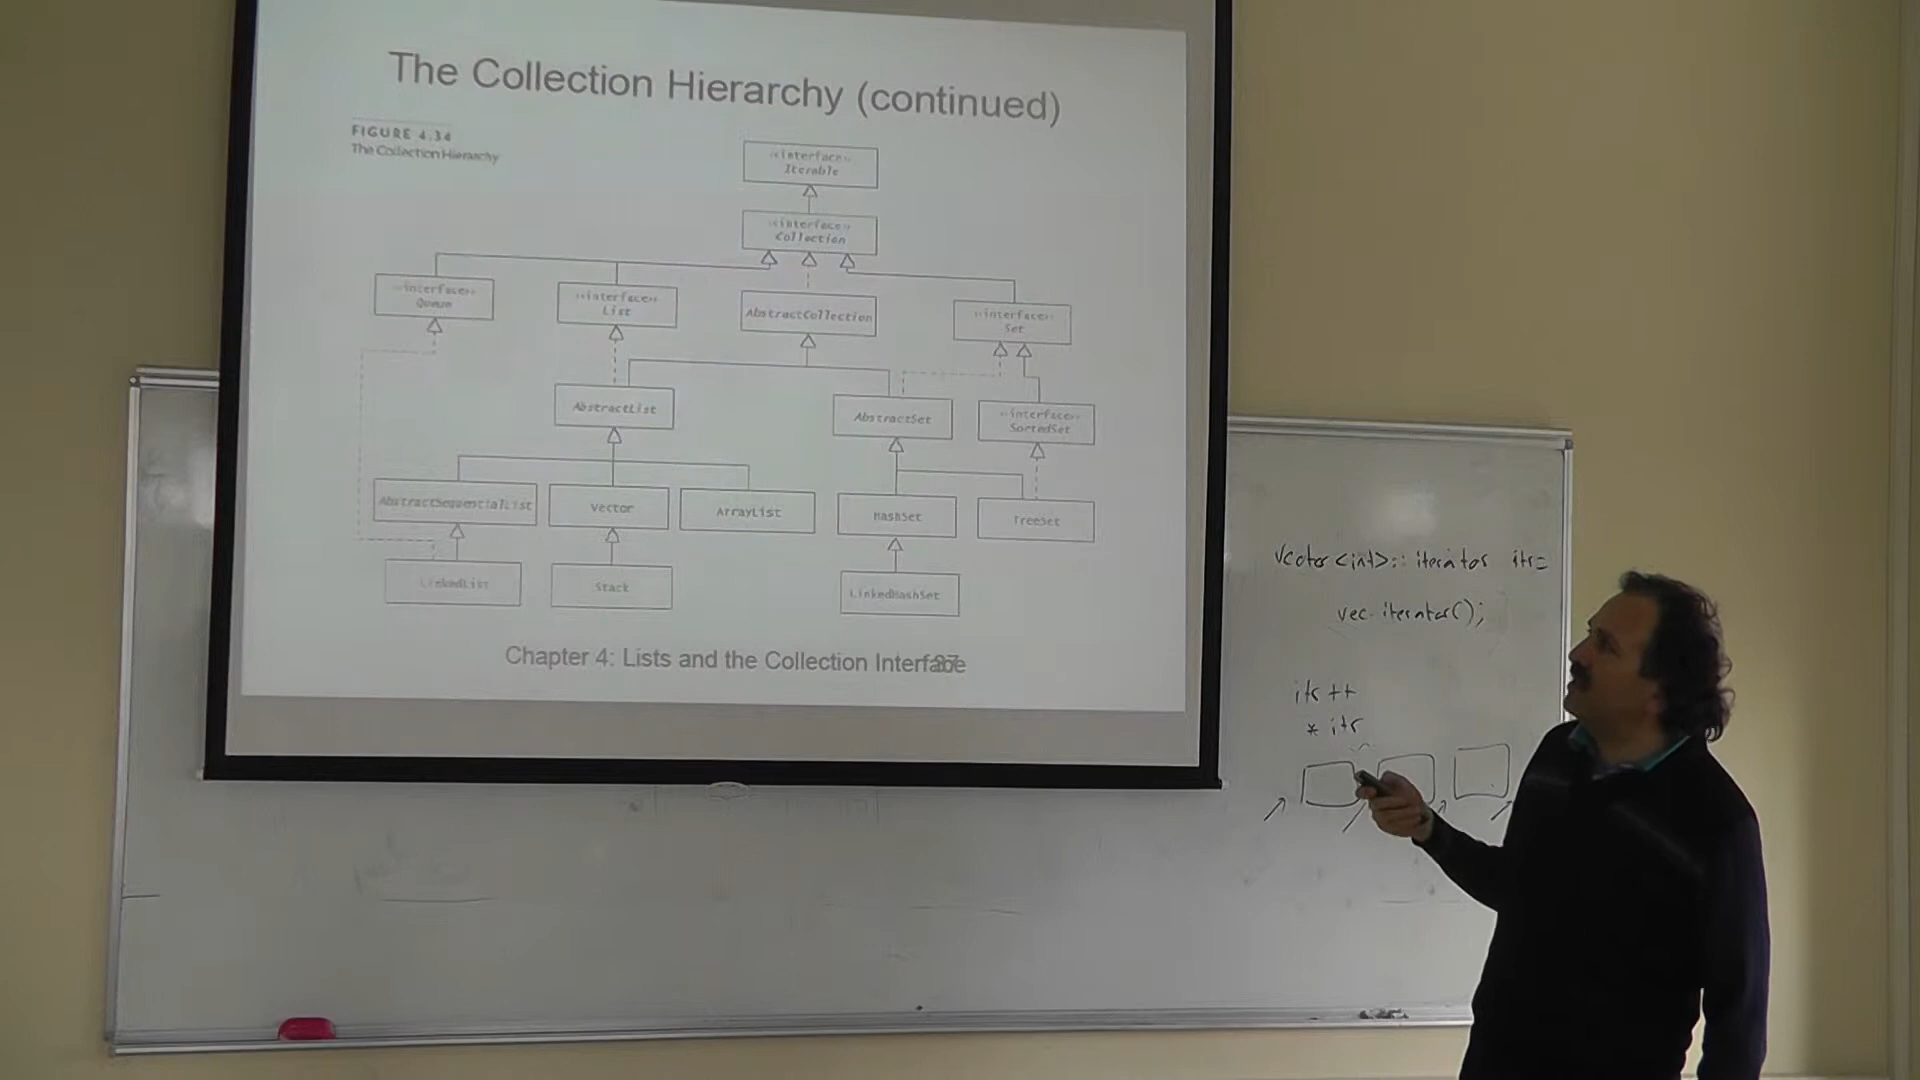 The Collection Hierarchy (continued)
FIGURE 4.34
The Collection Hierarchy
«interface»
Iterable
«interface»
Collection
«interface»
Queue
«interface»
List
AbstractCollection
«interface»
Set
AbstractList
AbstractSet
«interface»
SortedSet
AbstractSequentialList
Vector
ArrayList
HashSet
TreeSet
LinkedList
Stack
LinkedHashSet
Chapter 4: Lists and the Collection Interface
vector<int>:: iterator itr=
vec.iterator();
itr ++
* itr